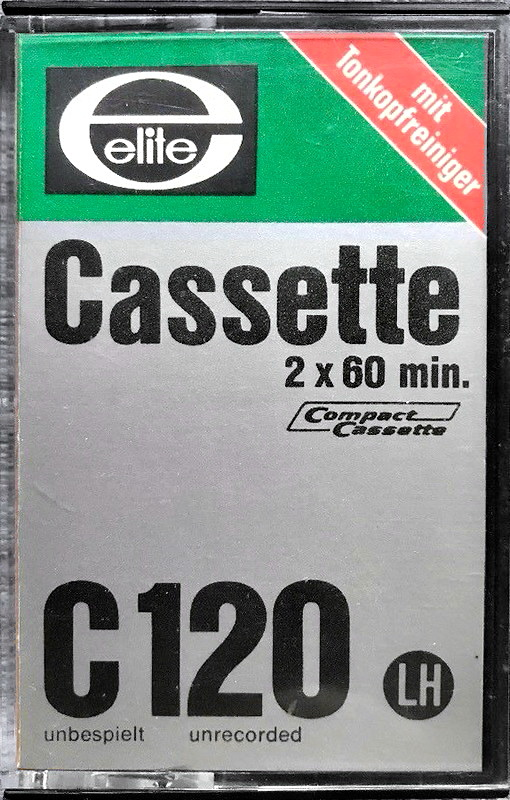 elite
mit
Tonkopfreiniger
Cassette
2 x 60 min.
Compact
Cassette
C120
LH
unbespielt unrecorded